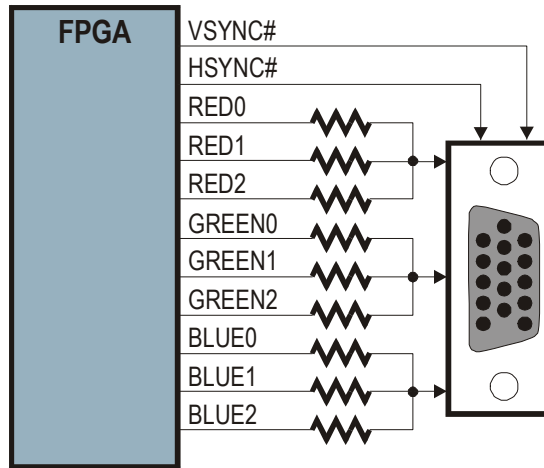 FPGA
VSYNC#
HSYNC#
RED0
RED1
RED2
GREEN0
GREEN1
GREEN2
BLUE0
BLUE1
BLUE2